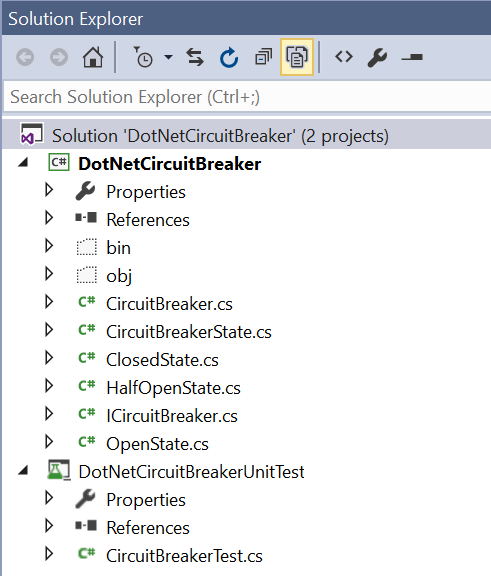 Solution Explorer
Search Solution Explorer (Ctrl+;)
Solution 'DotNetCircuitBreaker' (2 projects)
C# DotNetCircuitBreaker
Properties
References
bin
obj
C# CircuitBreaker.cs
C# CircuitBreakerState.cs
C# ClosedState.cs
C# HalfOpenState.cs
C# ICircuitBreaker.cs
C# OpenState.cs
DotNetCircuitBreakerUnitTest
Properties
References
C# CircuitBreakerTest.cs